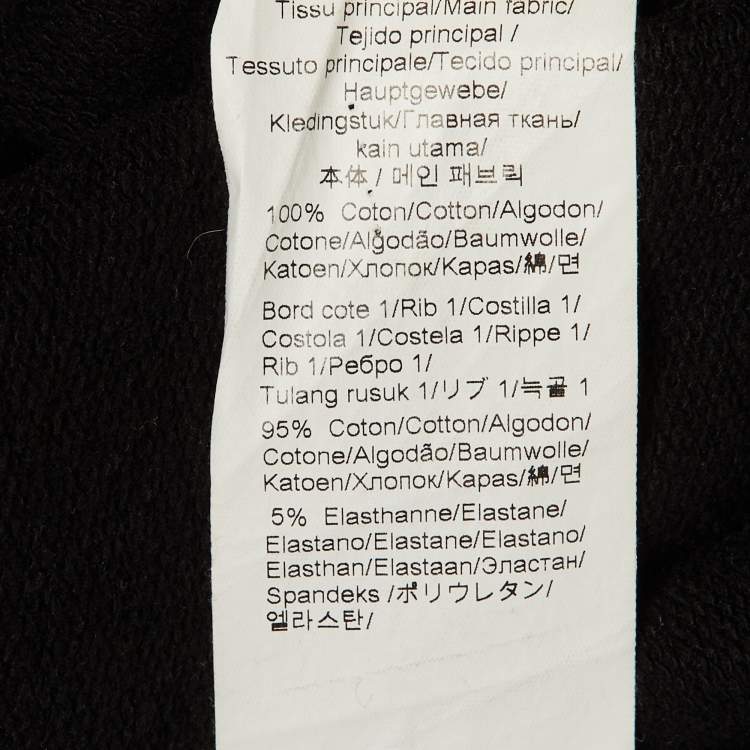 Tissu principal/Main fabric/
Tejido principal /
Tessuto principale/Tecido principal/
Hauptgewebe/
Kledingstuk/Главная ткань/
kain utama/
本体 / 메인 패브릭
100% Coton/Cotton/Algodon/
Cotone/Algodão/Baumwolle/
Katoen/Хлопок/Kapas/綿/면
Bord cote 1/Rib 1/Costilla 1/
Costola 1/Costela 1/Rippe 1/
Rib 1/Ребро 1/
Tulang rusuk 1/リブ 1/늑골 1
95% Coton/Cotton/Algodon/
Cotone/Algodão/Baumwolle/
Katoen/Хлопок/Kapas/綿/면
5% Elasthanne/Elastane/
Elastano/Elastane/Elastano/
Elasthan/Elastaan/Эластан/
Spandeks /ポリウレタン/
엘라스탄/